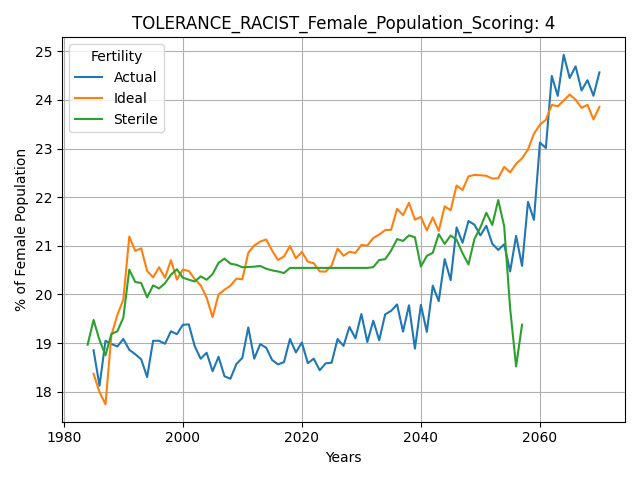 TOLERANCE_RACIST_Female_Population_Scoring: 4
Fertility
Actual
Ideal
Sterile
% of Female Population
25
24
23
22
21
20
19
18
1980
2000
2020
2040
2060
Years